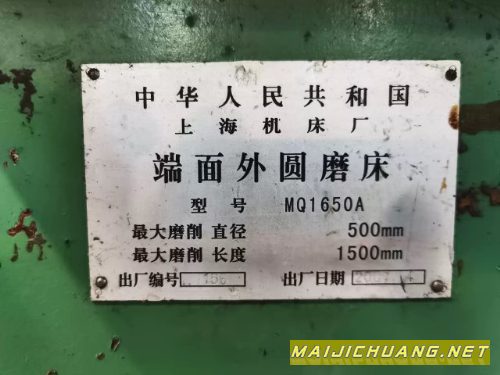 中华人民共和国
上海机床厂
端面外圆磨床
型号 MQ1650A
最大磨削 直径 500mm
最大磨削 长度 1500mm
出厂编号 出厂日期
MAIJICHUANG.NET